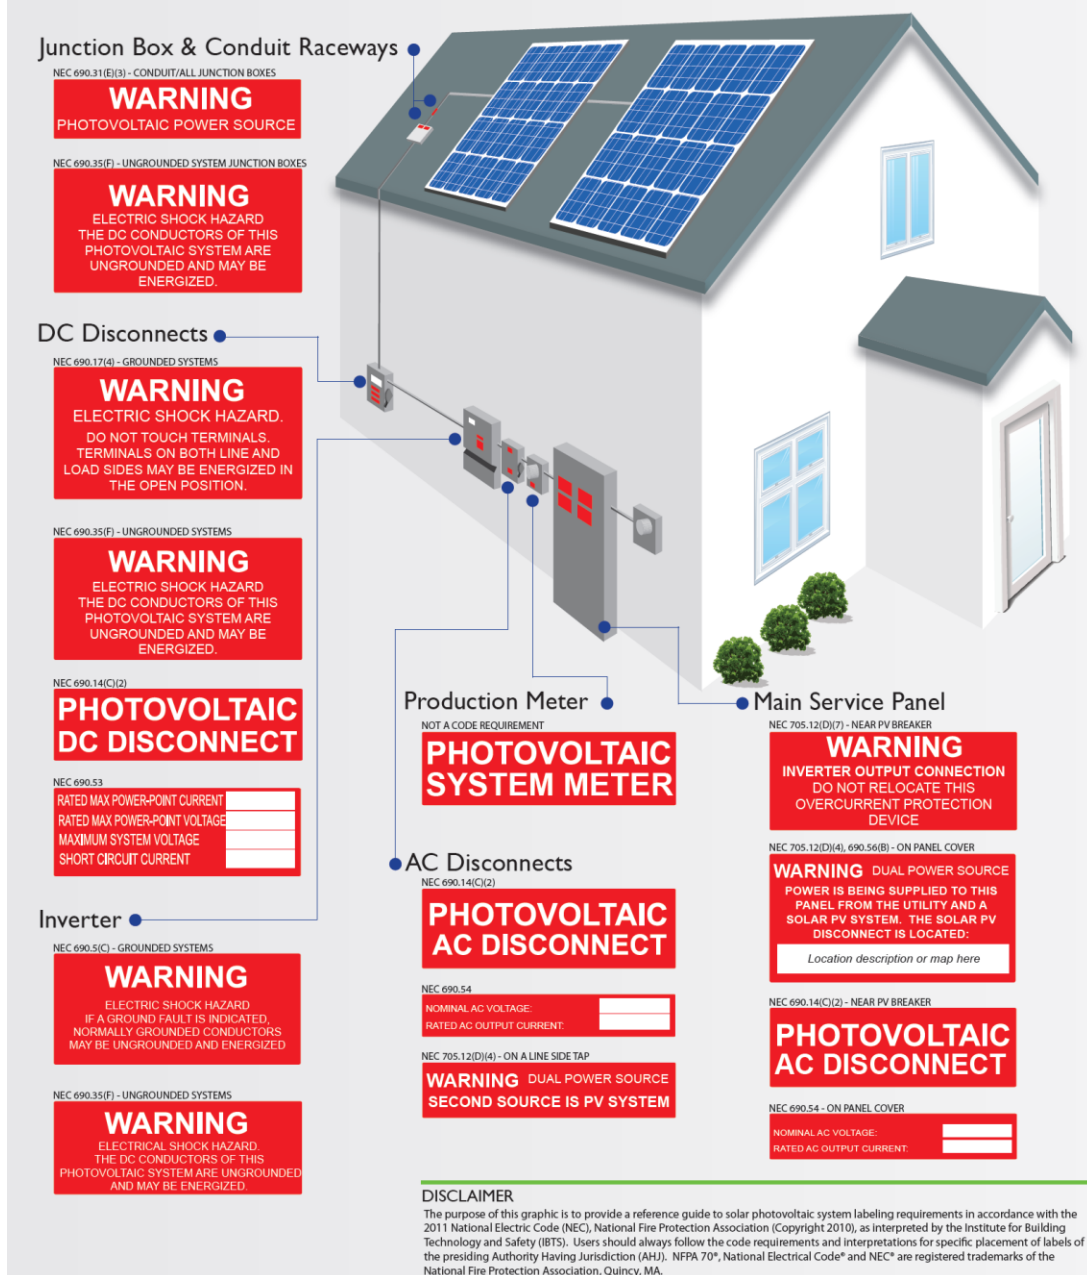 Junction Box & Conduit Raceways
NEC 690.31(E)(3) - CONDUIT/ALL JUNCTION BOXES
WARNING
PHOTOVOLTAIC POWER SOURCE
NEC 690.35(F) - UNGROUNDED SYSTEM JUNCTION BOXES
WARNING
ELECTRIC SHOCK HAZARD
THE DC CONDUCTORS OF THIS
PHOTOVOLTAIC SYSTEM ARE
UNGROUNDED AND MAY BE
ENERGIZED.
DC Disconnects
NEC 690.17(4) - GROUNDED SYSTEMS
WARNING
ELECTRIC SHOCK HAZARD.
DO NOT TOUCH TERMINALS.
TERMINALS ON BOTH LINE AND
LOAD SIDES MAY BE ENERGIZED IN
THE OPEN POSITION.
NEC 690.35(F) - UNGROUNDED SYSTEMS
WARNING
ELECTRIC SHOCK HAZARD
THE DC CONDUCTORS OF THIS
PHOTOVOLTAIC SYSTEM ARE
UNGROUNDED AND MAY BE
ENERGIZED.
NEC 690.14(C)(2)
PHOTOVOLTAIC
DC DISCONNECT
NEC 690.53
RATED MAX POWER-POINT CURRENT
RATED MAX POWER-POINT VOLTAGE
MAXIMUM SYSTEM VOLTAGE
SHORT CIRCUIT CURRENT
Inverter
NEC 690.5(C) - GROUNDED SYSTEMS
WARNING
ELECTRIC SHOCK HAZARD
IF A GROUND FAULT IS INDICATED,
NORMALLY GROUNDED CONDUCTORS
MAY BE UNGROUNDED AND ENERGIZED
NEC 690.35(F) - UNGROUNDED SYSTEMS
WARNING
ELECTRICAL SHOCK HAZARD.
THE DC CONDUCTORS OF THIS
PHOTOVOLTAIC SYSTEM ARE UNGROUNDED
AND MAY BE ENERGIZED.
Production Meter
NOT A CODE REQUIREMENT
PHOTOVOLTAIC
SYSTEM METER
AC Disconnects
NEC 690.14(C)(2)
PHOTOVOLTAIC
AC DISCONNECT
NEC 690.54
NOMINAL AC VOLTAGE:
RATED AC OUTPUT CURRENT:
NEC 705.12(D)(4) - ON A LINE SIDE TAP
WARNING DUAL POWER SOURCE
SECOND SOURCE IS PV SYSTEM
Main Service Panel
NEC 705.12(D)(7) - NEAR PV BREAKER
WARNING
INVERTER OUTPUT CONNECTION
DO NOT RELOCATE THIS
OVERCURRENT PROTECTION
DEVICE
NEC 705.12(D)(4), 690.56(B) - ON PANEL COVER
WARNING DUAL POWER SOURCE
POWER IS BEING SUPPLIED TO THIS
PANEL FROM THE UTILITY AND A
SOLAR PV SYSTEM. THE SOLAR PV
DISCONNECT IS LOCATED:
Location description or map here
NEC 690.14(C)(2) - NEAR PV BREAKER
PHOTOVOLTAIC
AC DISCONNECT
NEC 690.54 - ON PANEL COVER
NOMINAL AC VOLTAGE:
RATED AC OUTPUT CURRENT:
DISCLAIMER
The purpose of this graphic is to provide a reference guide to solar photovoltaic system labeling requirements in accordance with the
2011 National Electric Code (NEC), National Fire Protection Association (Copyright 2010), as interpreted by the Institute for Building
Technology and Safety (IBTS). Users should always follow the code requirements and interpretations for specific placement of labels of
the presiding Authority Having Jurisdiction (AHJ). NFPA 70®, National Electrical Code® and NEC® are registered trademarks of the
National Fire Protection Association, Quincy, MA.